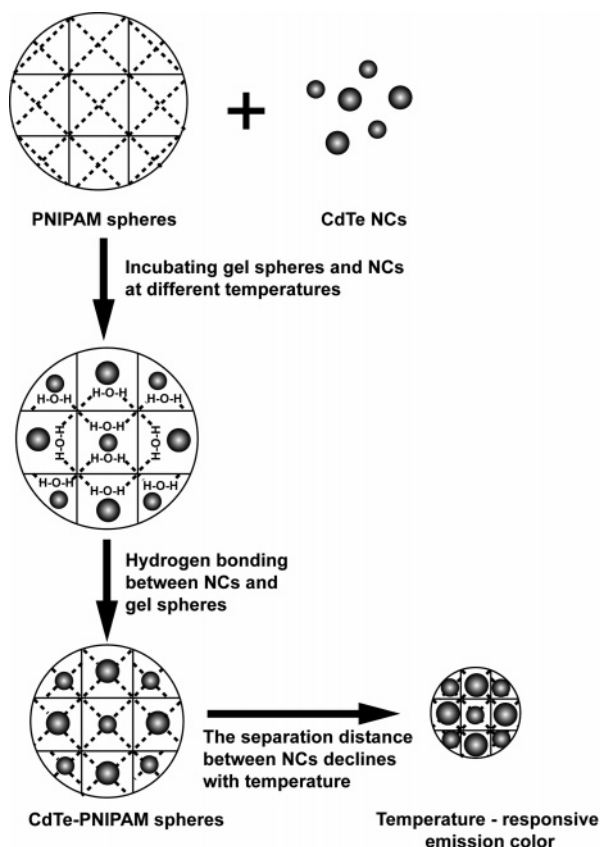 PNIPAM spheres
CdTe NCs
Incubating gel spheres and NCs
at different temperatures
H-O-H
H-O-H
H-O-H
H-O-H
H-O-H
H-O-H
H-O-H
H-O-H
H-O-H
H-O-H
Hydrogen bonding
between NCs and
gel spheres
The separation distance
between NCs declines
with temperature
CdTe-PNIPAM spheres
Temperature - responsive
emission color